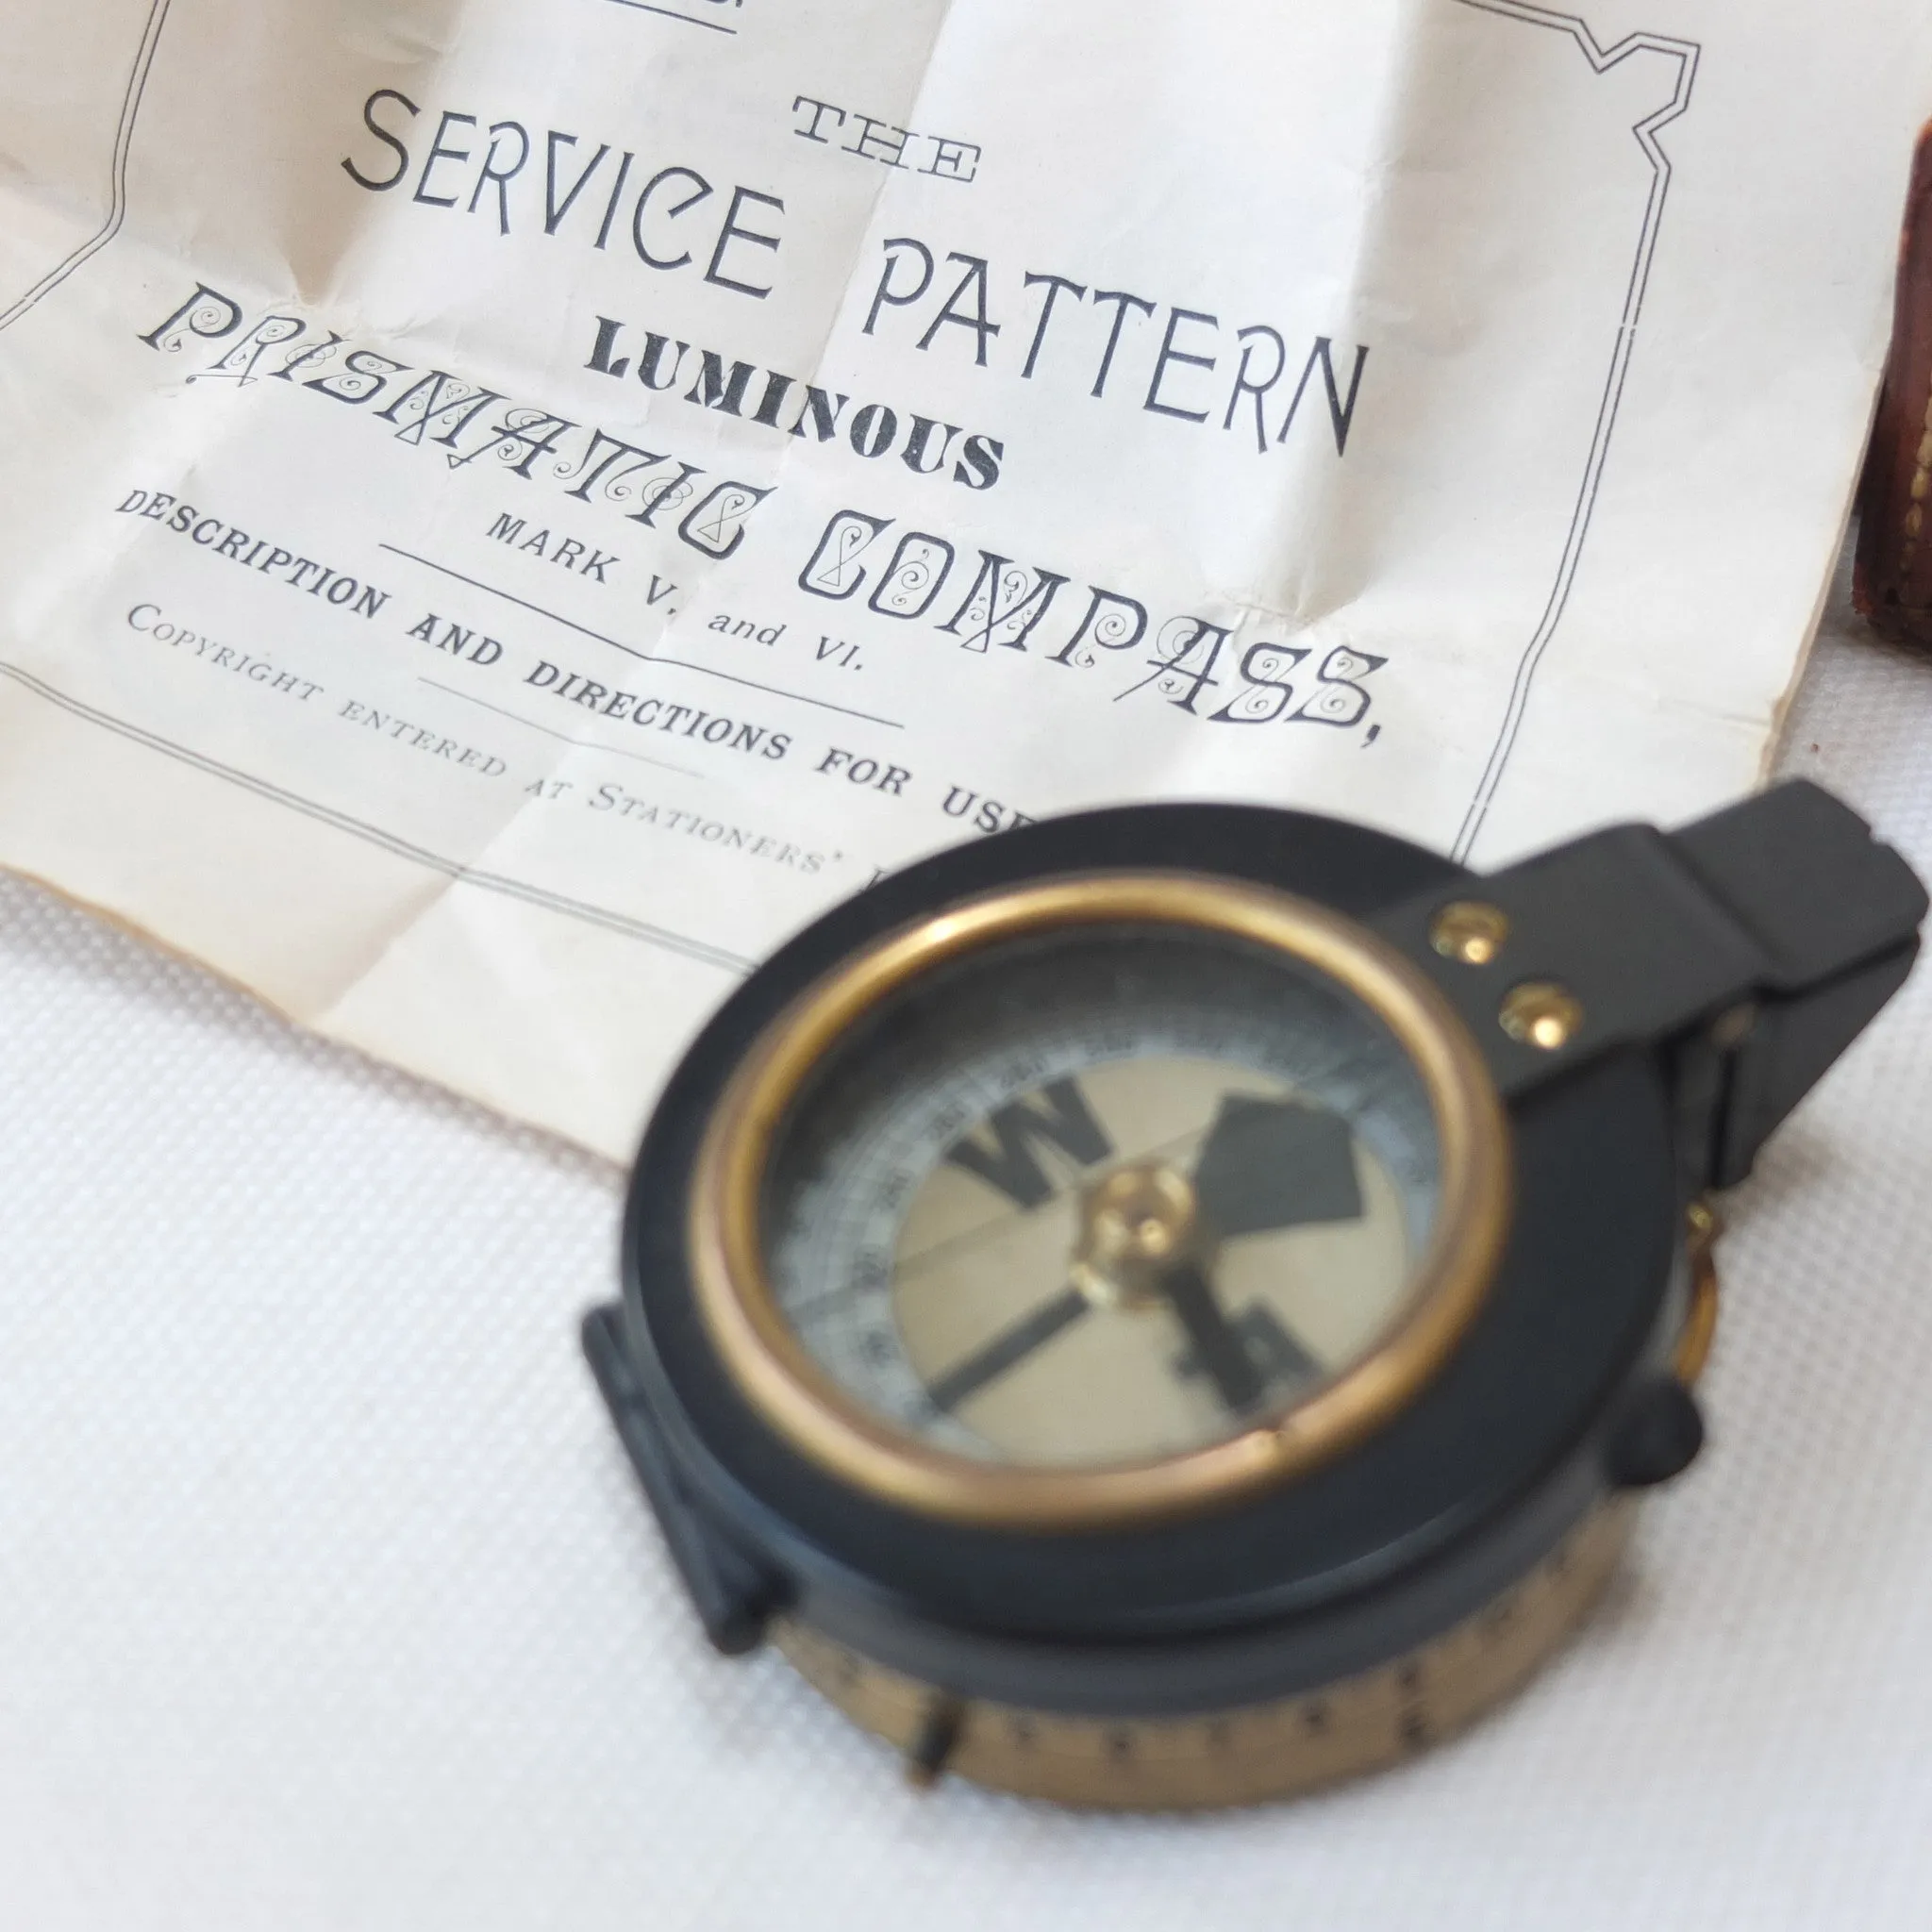 THE
SERVICE PATTERN
LUMINOUS
PRISMATIC COMPASS,
MARK V. and VI.
DESCRIPTION AND DIRECTIONS FOR USE
COPYRIGHT ENTERED AT STATIONERS'
W